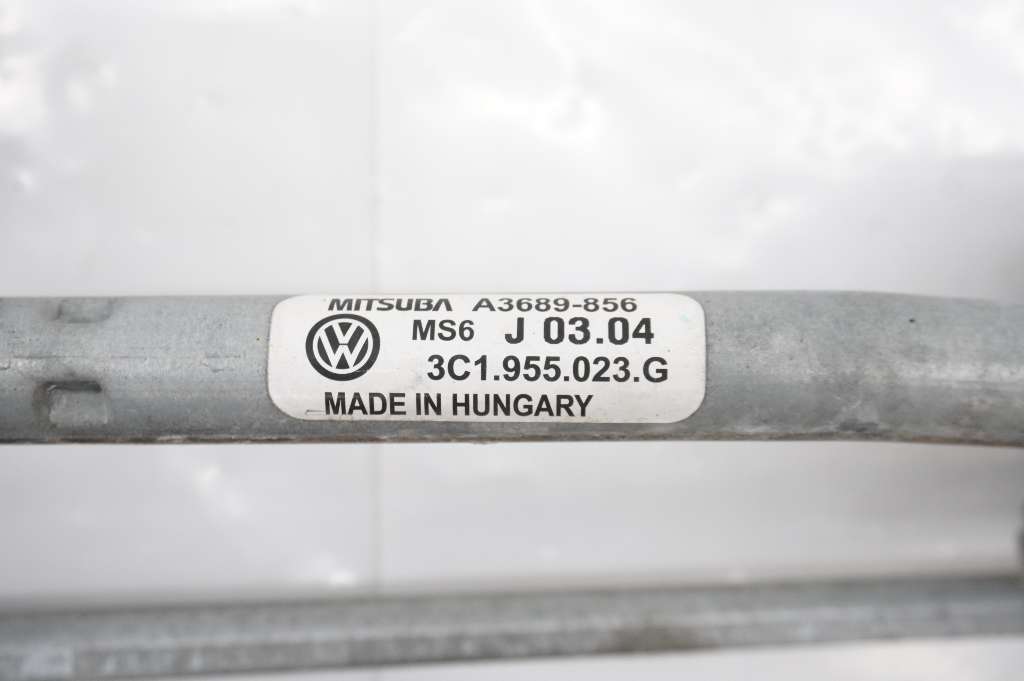 MITSUBA A3689-856
MS6 J 03.04
3C1.955.023.G
MADE IN HUNGARY